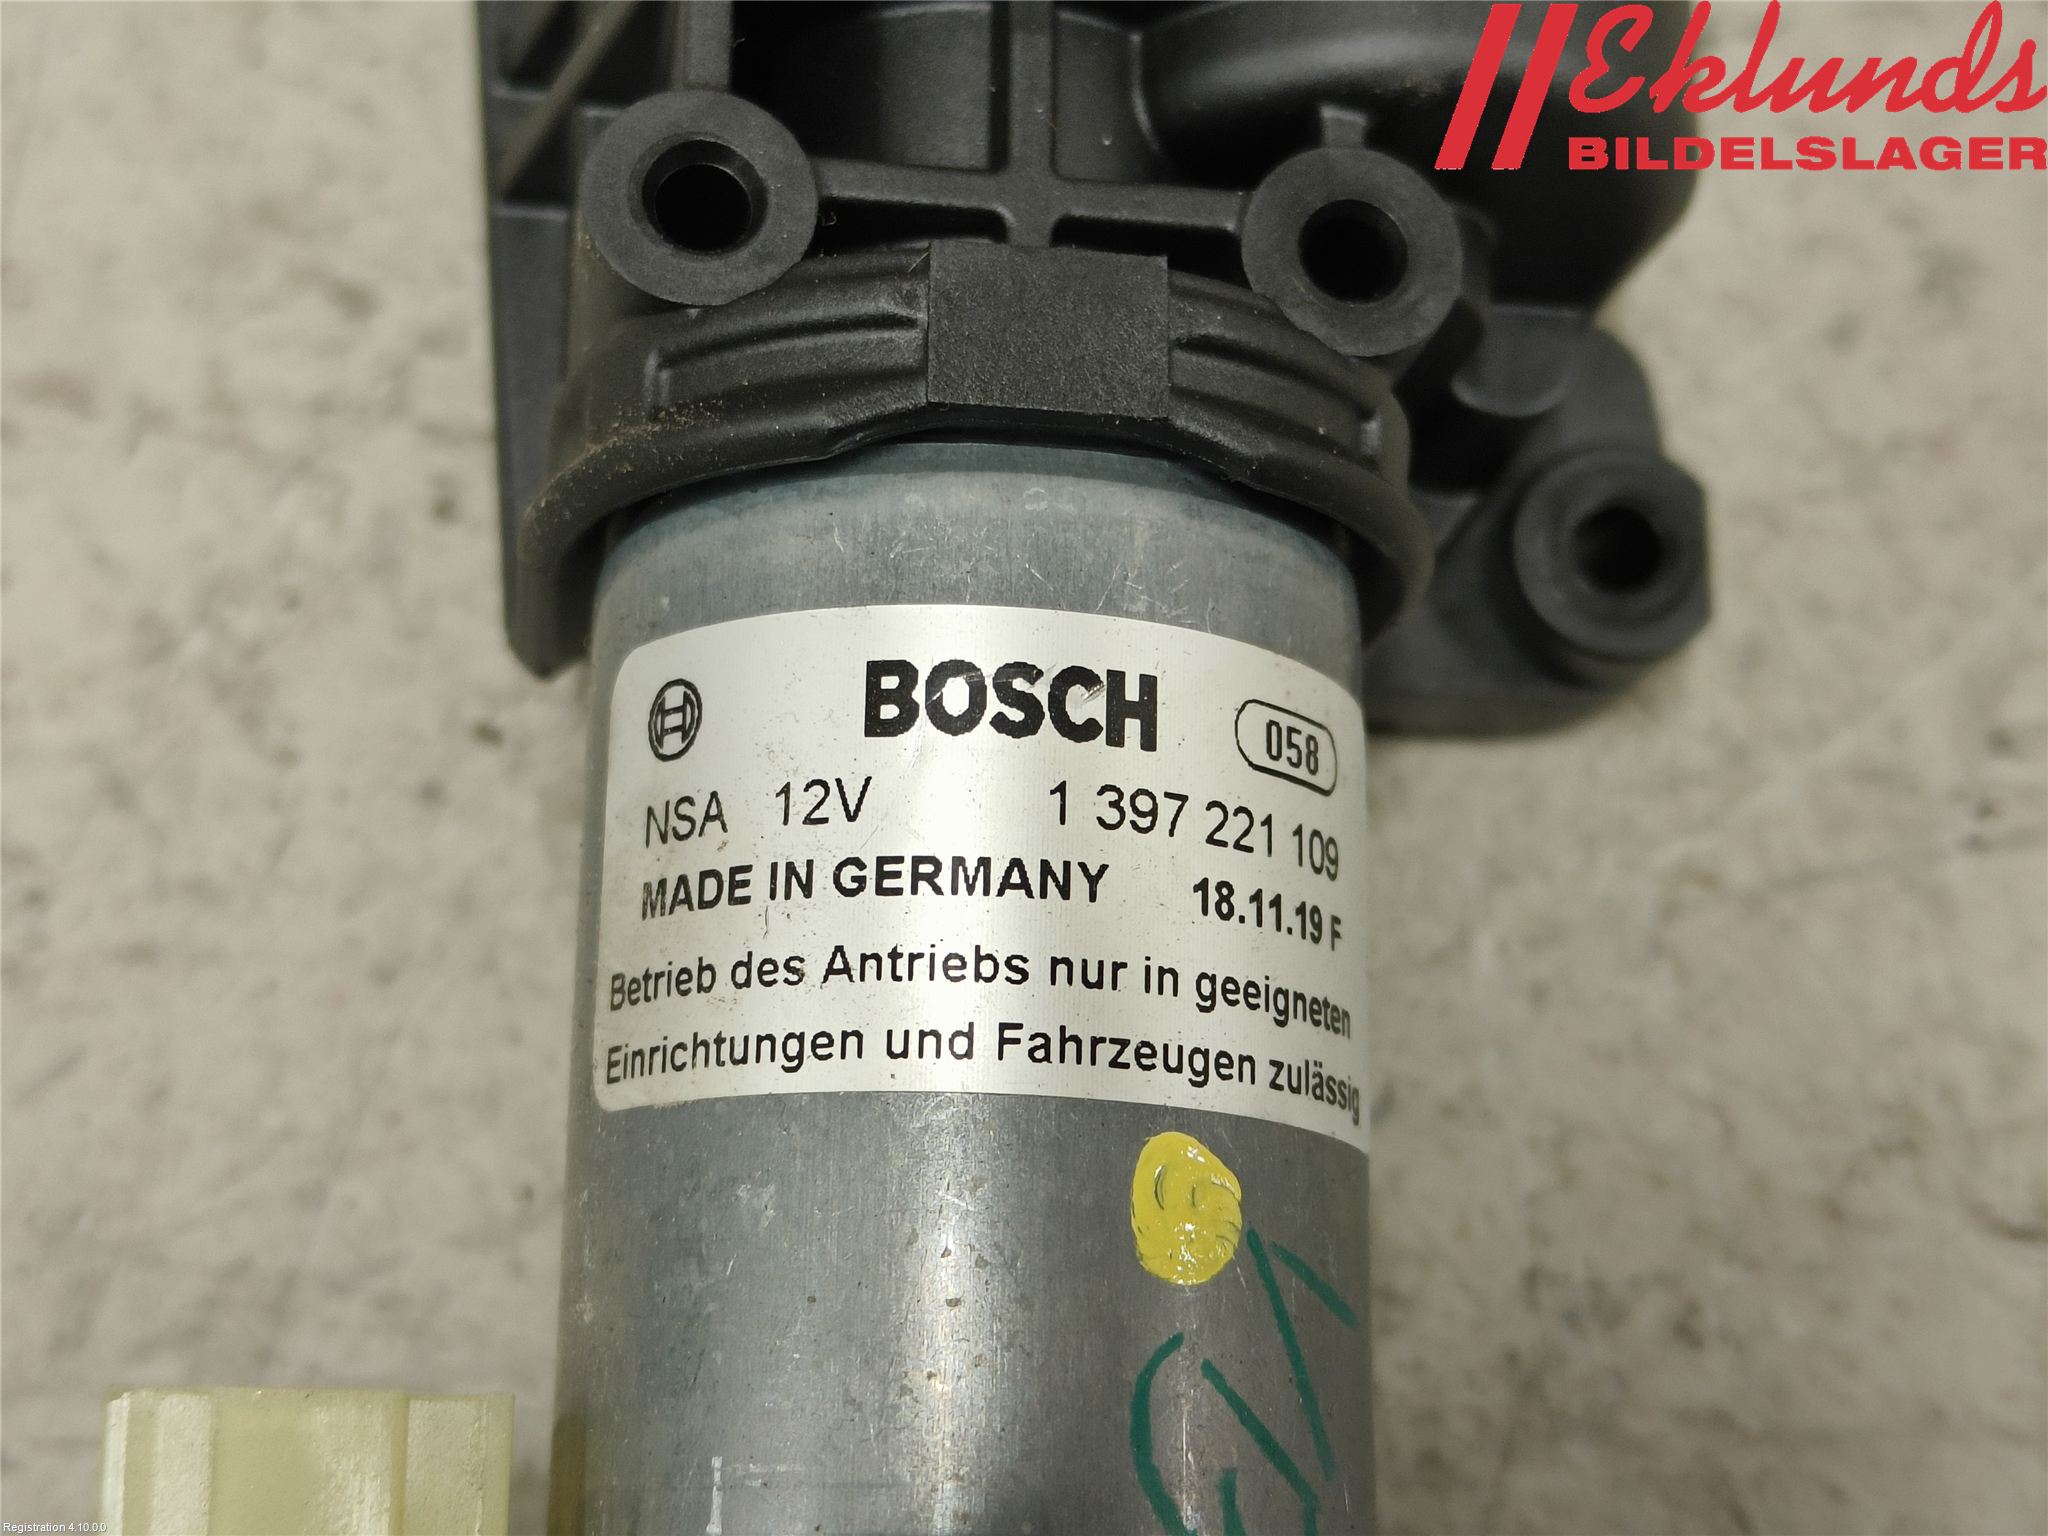 Eklunds
BILDELSLAGER
BOSCH
058
NSA 12V 1 397 221 109
MADE IN GERMANY 18.11.19 F
Betrieb des Antriebs nur in geeigneten
Einrichtungen und Fahrzeugen zulässig
Registration 4.10.0.0